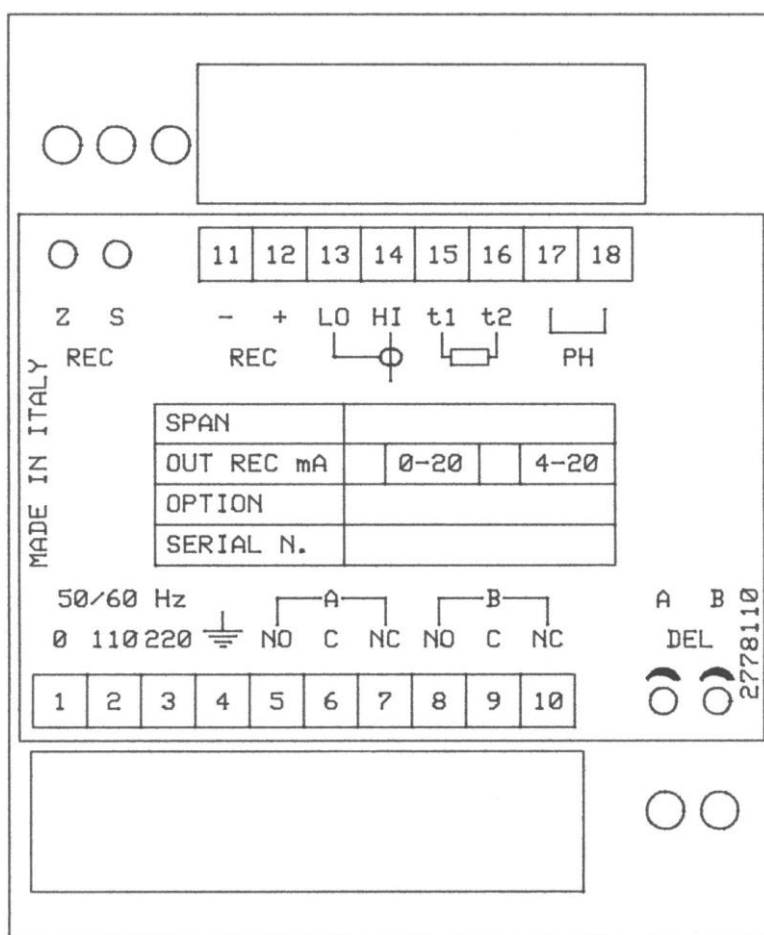 11 12 13 14 15 16 17 18
Z S - + LO HI t1 t2
REC REC PH
MADE IN ITALY
SPAN
OUT REC mA 0-20 4-20
OPTION
SERIAL N.
50/60 Hz A B A B
0 110 220 NO C NC NO C NC DEL
2778110
1 2 3 4 5 6 7 8 9 10